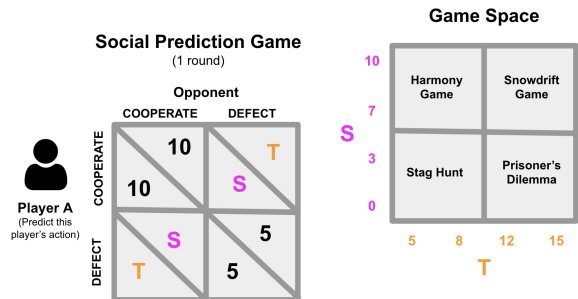 Social Prediction Game
(1 round)
Opponent
COOPERATE DEFECT
COOPERATE
10
10
T
S
Player A
(Predict this
player's action)
DEFECT
S
T
5
5
Game Space
S
10
7
3
0
Harmony
Game
Snowdrift
Game
Stag Hunt
Prisoner's
Dilemma
5 8 12 15
T